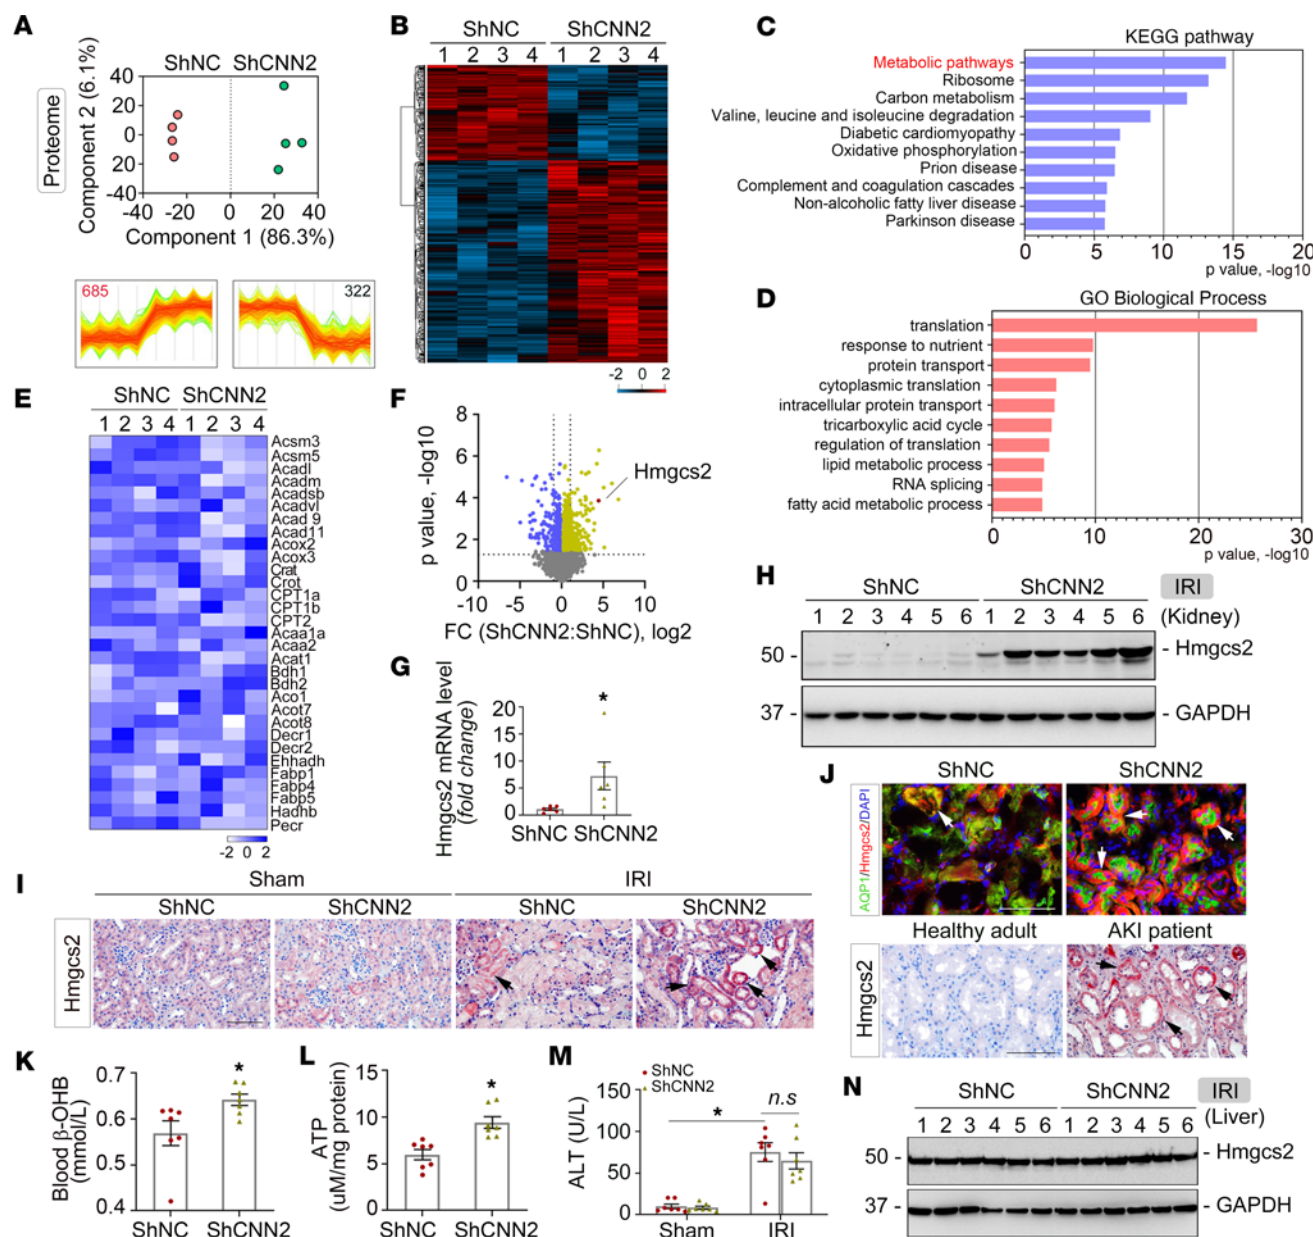 A
ShNC ShCNN2
Proteome
Component 2 (6.1%)
40
20
0
20
-40
-40 -20 0 20 40
Component 1 (86.3%)
685
322
B
ShNC ShCNN2
1 2 3 4 1 2 3 4
-2 0 2
C
KEGG pathway
Metabolic pathways
Ribosome
Carbon metabolism
Valine, leucine and isoleucine degradation
Diabetic cardiomyopathy
Oxidative phosphorylation
Prion disease
Complement and coagulation cascades
Non-alcoholic fatty liver disease
Parkinson disease
0 5 10 15 20
p value, -log10
D
GO Biological Process
translation
response to nutrient
protein transport
cytoplasmic translation
intracellular protein transport
tricarboxylic acid cycle
regulation of translation
lipid metabolic process
RNA splicing
fatty acid metabolic process
0 10 20 30
p value, -log10
E
ShNC ShCNN2
1 2 3 4 1 2 3 4
Acsm3
Acsm5
Acadl
Acadm
Acadsb
Acadvl
Acad 9
Acad11
Acox2
Acox3
Crat
Crot
CPT1a
CPT1b
CPT2
Acaa1a
Acaa2
Acat1
Bdh1
Bdh2
Aco1
Acot7
Acot8
Decr1
Decr2
Ehhadh
Fabp1
Fabp4
Fabp5
Hadhb
Pecr
-2 0 2
F
p value, -log10
8
6
4
2
0
Hmgcs2
-10 -5 0 5 10
FC (ShCNN2:ShNC), log2
G
Hmgcs2 mRNA level
(fold change)
20
15
10
5
0
*
ShNC ShCNN2
H
ShNC ShCNN2 IRI
1 2 3 4 5 6 1 2 3 4 5 6 (Kidney)
50 - - Hmgcs2
37 - - GAPDH
I
Sham IRI
ShNC ShCNN2 ShNC ShCNN2
Hmgcs2
J
ShNC ShCNN2
AQP1/Hmgcs2/DAPI
Healthy adult AKI patient
Hmgcs2
K
Blood β-OHB
(mmol/L)
0.7
0.6
0.5
0.4
*
ShNC ShCNN2
L
ATP
(uM/mg protein)
15
10
5
0
*
ShNC ShCNN2
M
ShNC
ShCNN2
ALT (U/L)
150
100
50
0
* n.s
Sham IRI
N
ShNC ShCNN2 IRI
1 2 3 4 5 6 1 2 3 4 5 6 (Liver)
50 - - Hmgcs2
37 - - GAPDH